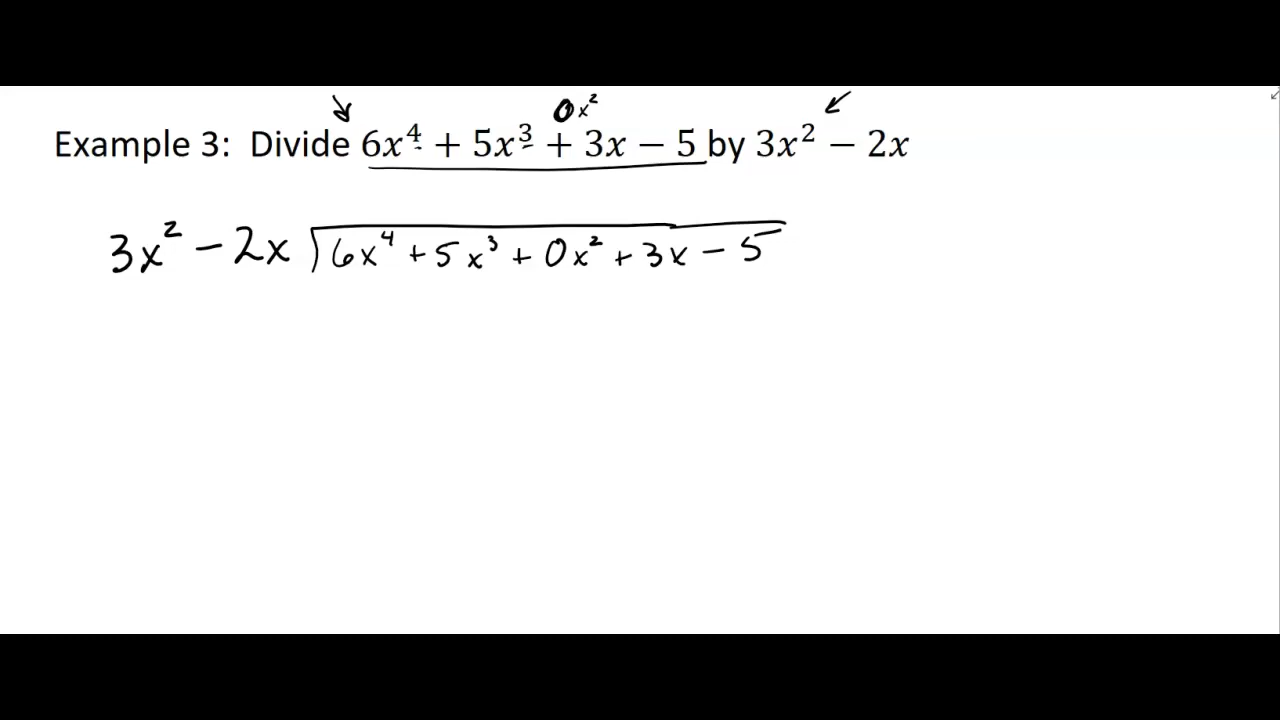 0x²
Example 3: Divide 6x⁴ + 5x³ + 3x − 5 by 3x² − 2x
3x² − 2x ) 6x⁴ + 5x³ + 0x² + 3x − 5